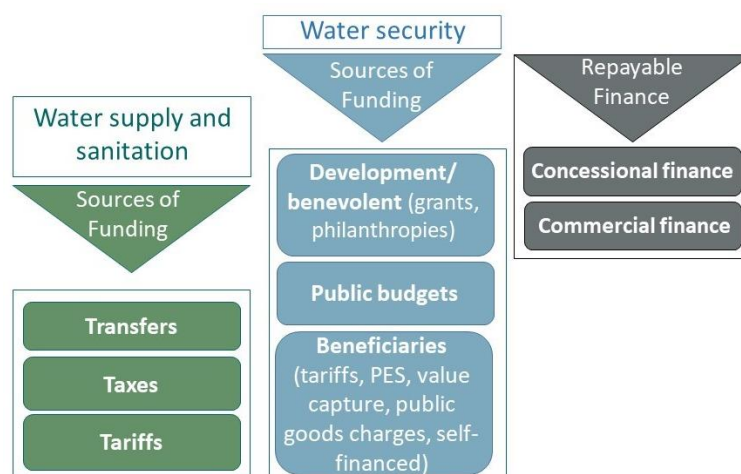 Water supply and
sanitation
Sources of
Funding
Transfers
Taxes
Tariffs
Water security
Sources of
Funding
Development/
benevolent (grants,
philanthropies)
Public budgets
Beneficiaries
(tariffs, PES, value
capture, public
goods charges, self-
financed)
Repayable
Finance
Concessional finance
Commercial finance